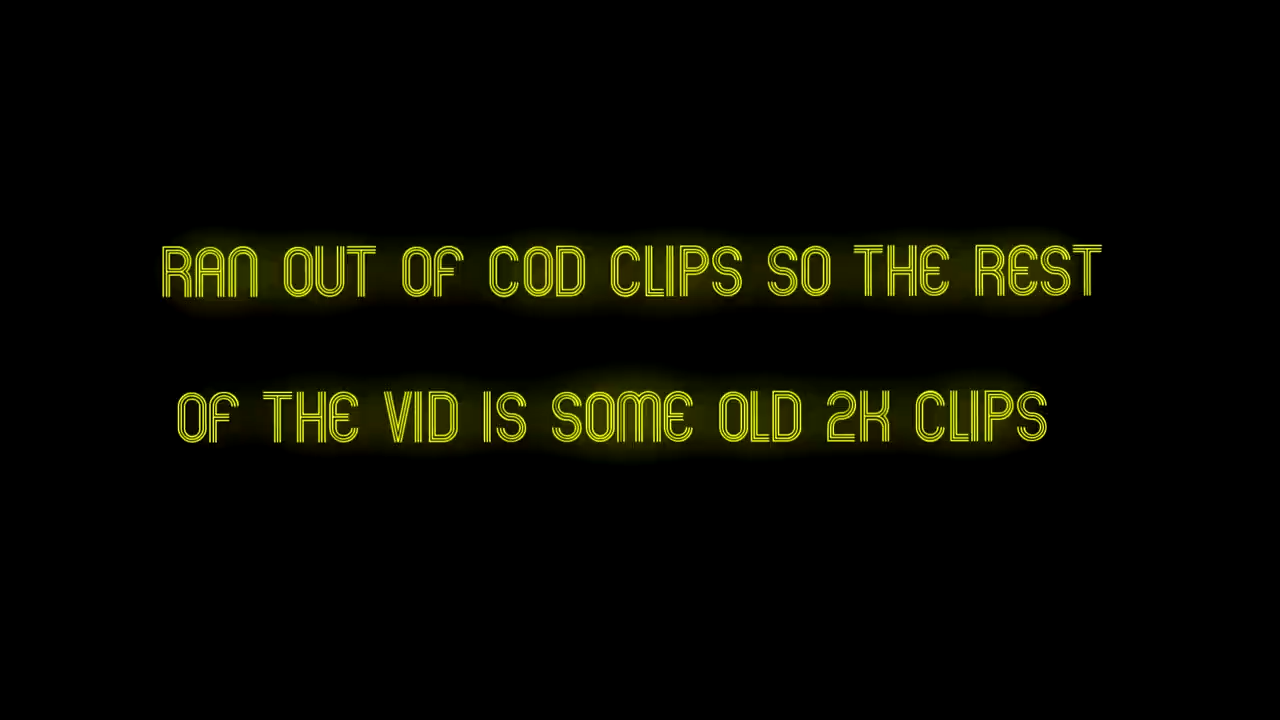 RAN OUT OF COD CLIPS SO THE REST
OF THE VID IS SOME OLD 2K CLIPS